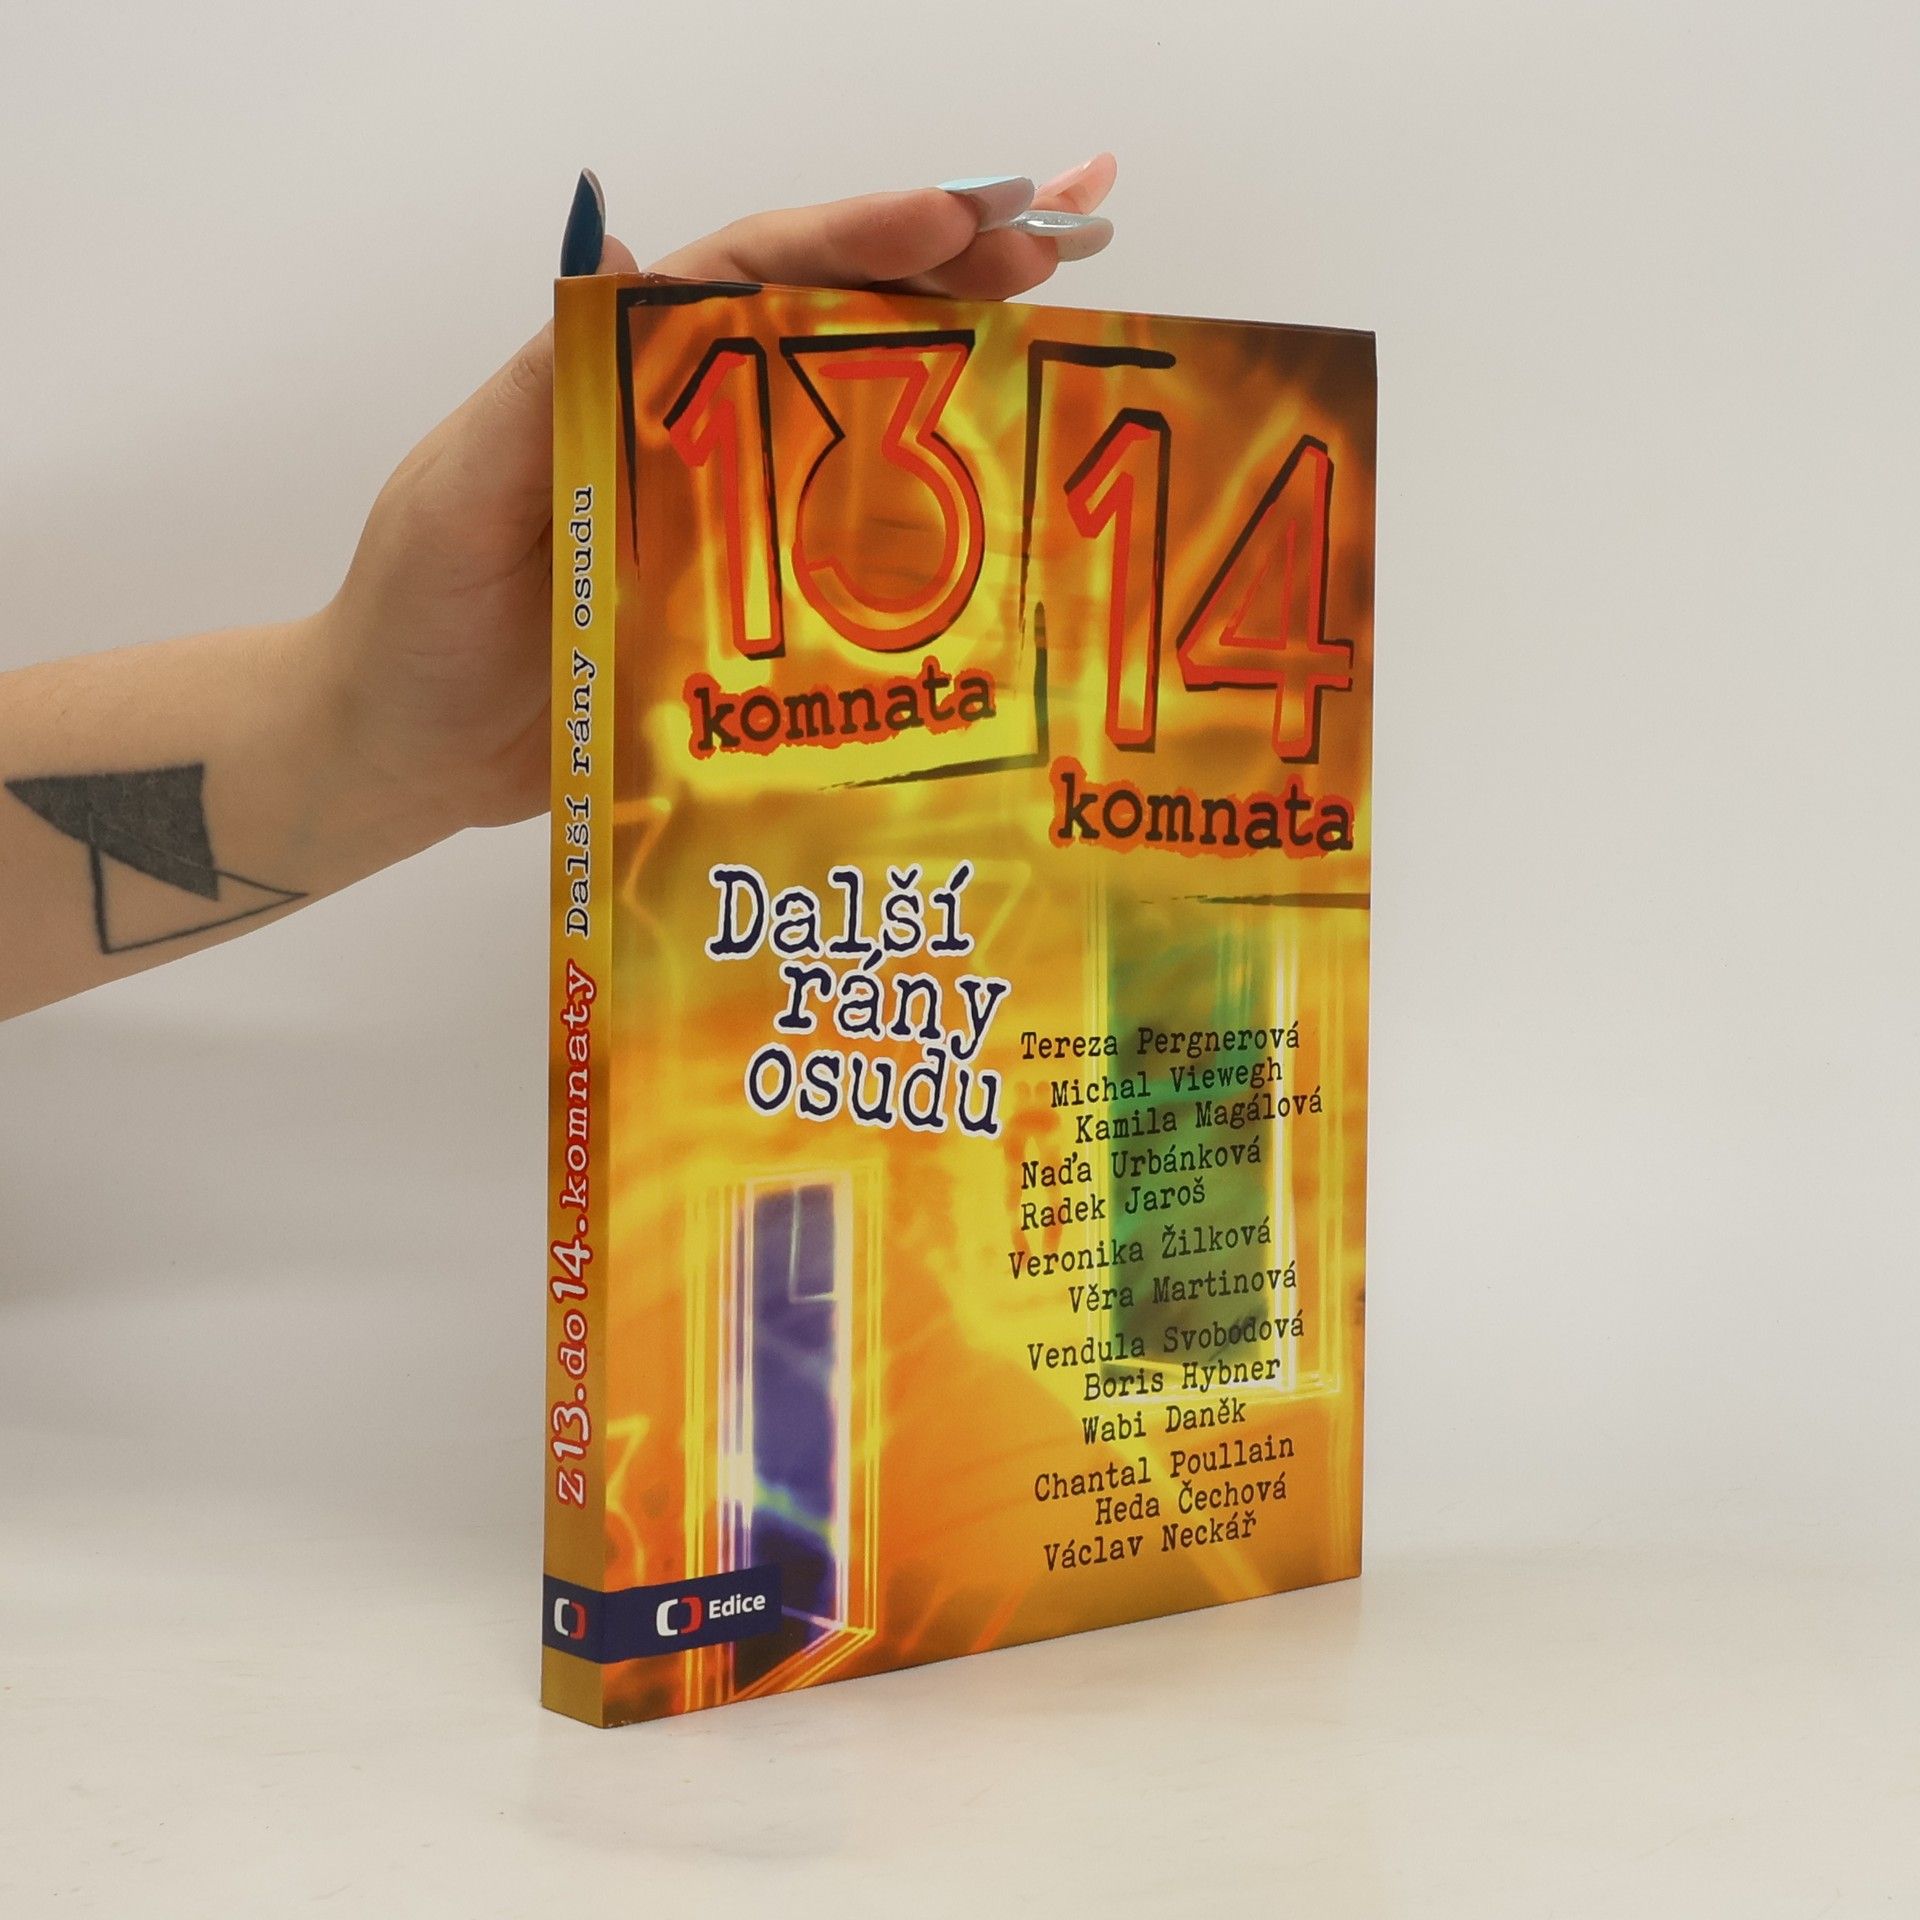 13
komnata
14
komnata
Další
rány
osudu
Tereza Pergnerová
Michal Viewegh
Kamila Magálová
Naďa Urbánková
Radek Jaroš
Veronika Žilková
Věra Martinová
Vendula Svobodová
Boris Hybner
Wabi Daněk
Chantal Poullain
Heda Čechová
Václav Neckář
Edice
z 13. do 14. komnaty Další rány osudu